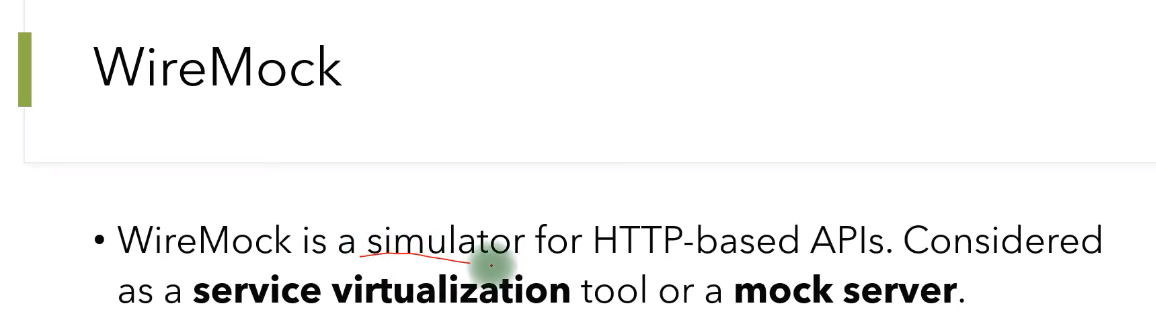 WireMock
• WireMock is a simulator for HTTP-based APIs. Considered
as a service virtualization tool or a mock server.